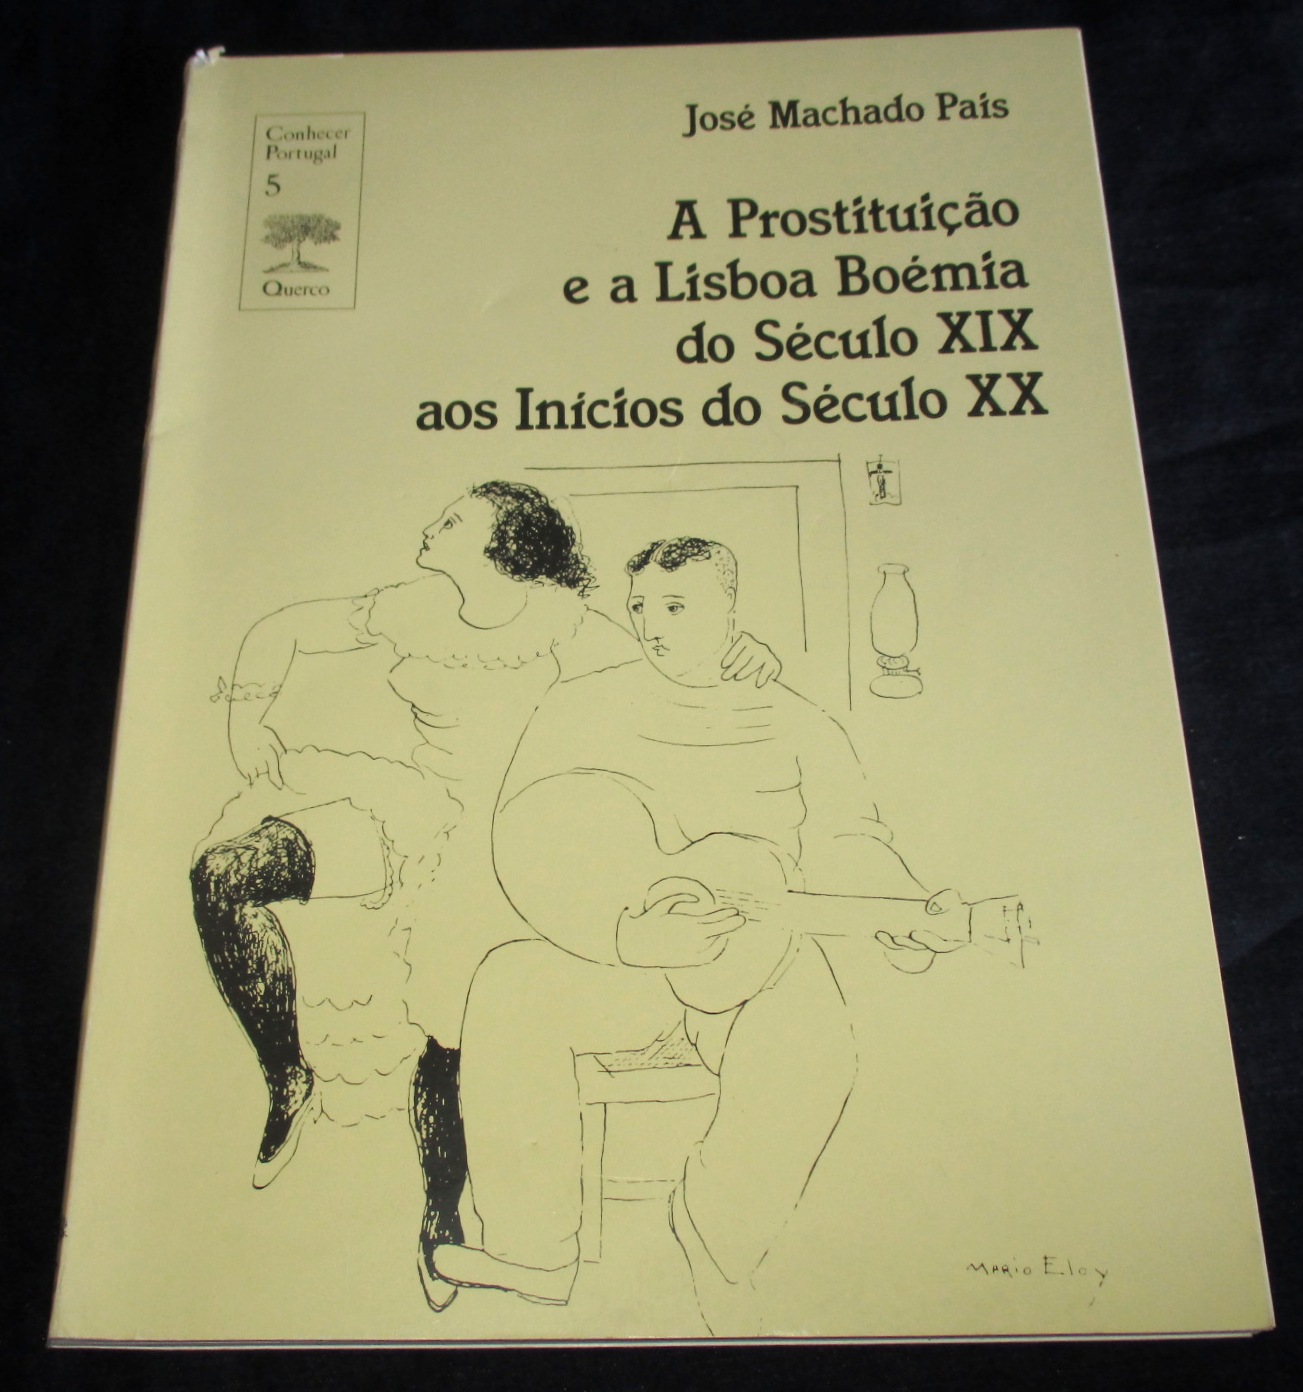 José Machado Pais
Conhecer
Portugal
5
Querco
A Prostituição
e a Lisboa Boémia
do Século XIX
aos Inícios do Século XX
MARIO Eloy